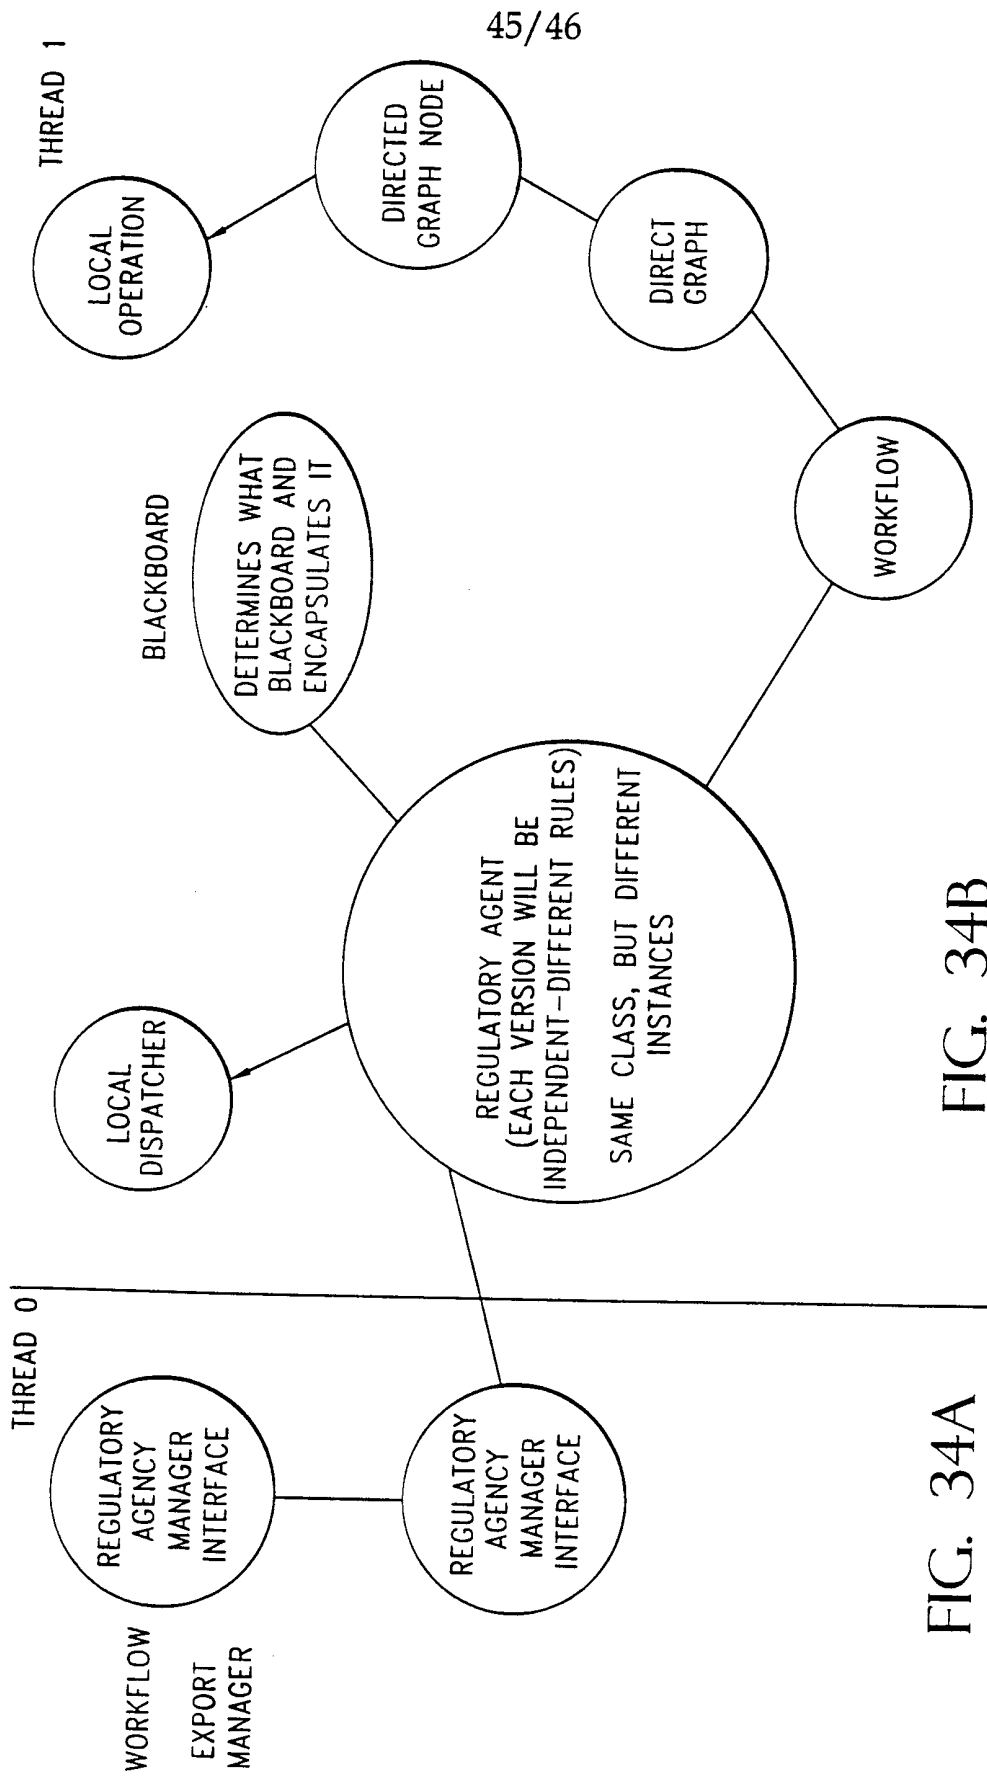 45/46
THREAD 0
WORKFLOW
EXPORT
MANAGER
REGULATORY
AGENCY
MANAGER
INTERFACE
REGULATORY
AGENCY
MANAGER
INTERFACE
FIG. 34A
THREAD 1
LOCAL
DISPATCHER
REGULATORY AGENT
(EACH VERSION WILL BE
INDEPENDENT-DIFFERENT RULES)
SAME CLASS, BUT DIFFERENT
INSTANCES
BLACKBOARD
DETERMINES WHAT
BLACKBOARD AND
ENCAPSULATES IT
LOCAL
OPERATION
DIRECTED
GRAPH NODE
DIRECT
GRAPH
WORKFLOW
FIG. 34B